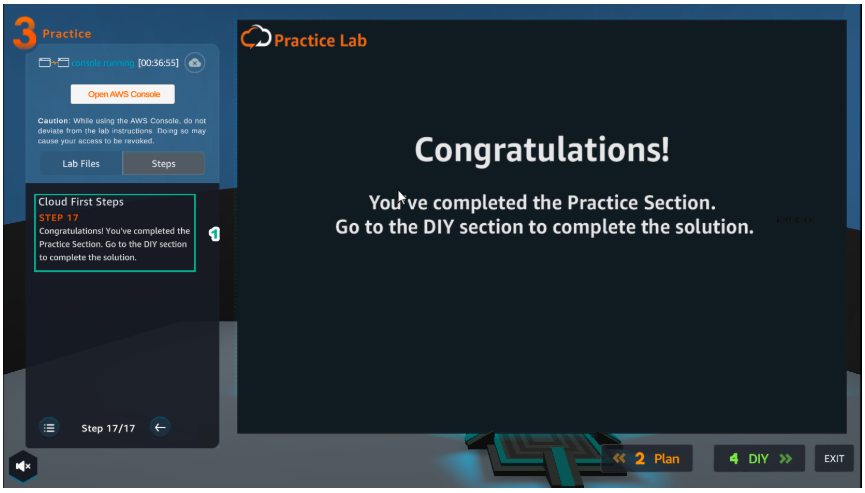 3 Practice
console running [00:36:55]
Open AWS Console
Caution: While using the AWS Console, do not
deviate from the lab instructions. Doing so may
cause your access to be revoked.
Lab Files Steps
Cloud First Steps
STEP 17
Congratulations! You've completed the
Practice Section. Go to the DIY section
to complete the solution.
1
Step 17/17
Practice Lab
Congratulations!
You've completed the Practice Section.
Go to the DIY section to complete the solution.
2 Plan
4 DIY
EXIT